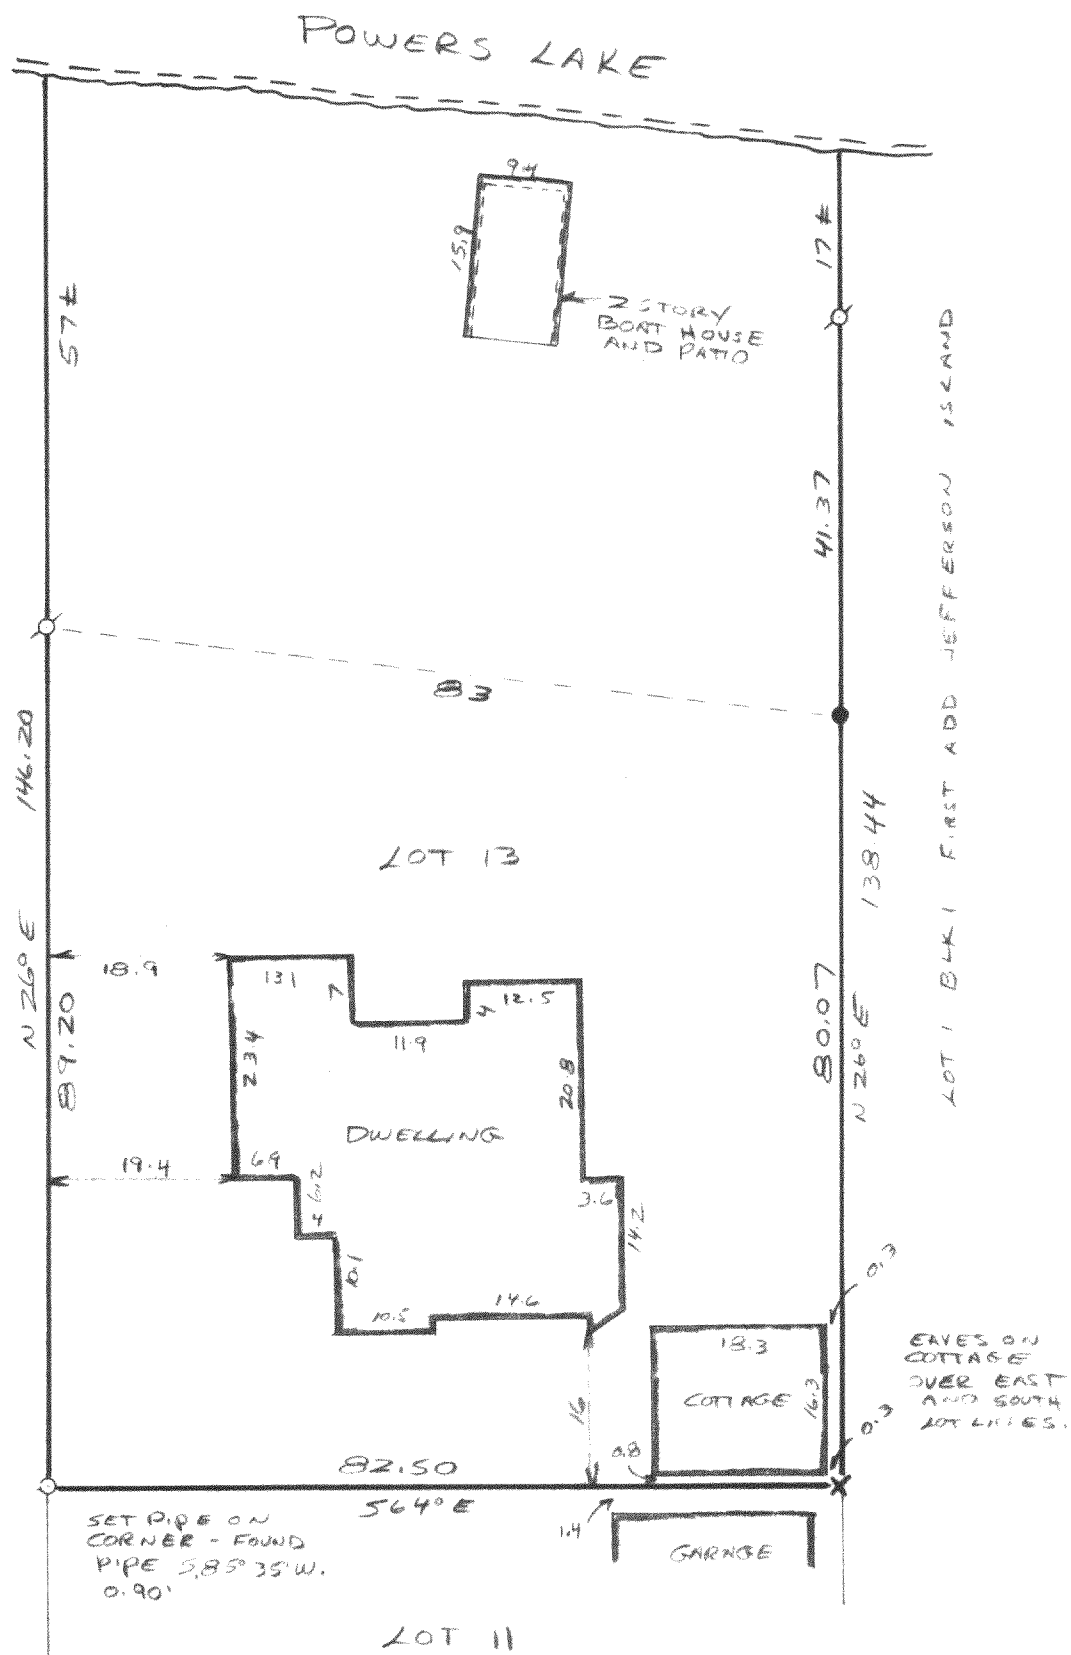 POWERS LAKE
9.4
15.9
2 STORY
BOAT HOUSE
AND PATIO
57 ±
17 ±
41.37
LOT 1 BLK 1 FIRST ADD JEFFERSON ISLAND
83
N 26° E 146.20
89.20
LOT 13
138.44
N 26° E
80.07
18.9
13.1
7
11.9
4
12.5
23.4
20.8
DWELLING
19.4
6.9
6.2
4
10.1
10.5
14.6
3.6
14.2
16
0.3
18.3
COTTAGE
16.3
0.3
0.8
EAVES ON
COTTAGE
OVER EAST
AND SOUTH
LOT LINES.
82.50
S64° E
SET PIPE ON
CORNER - FOUND
PIPE S.85° 35' W.
0.90'
1.4
GARAGE
LOT 11